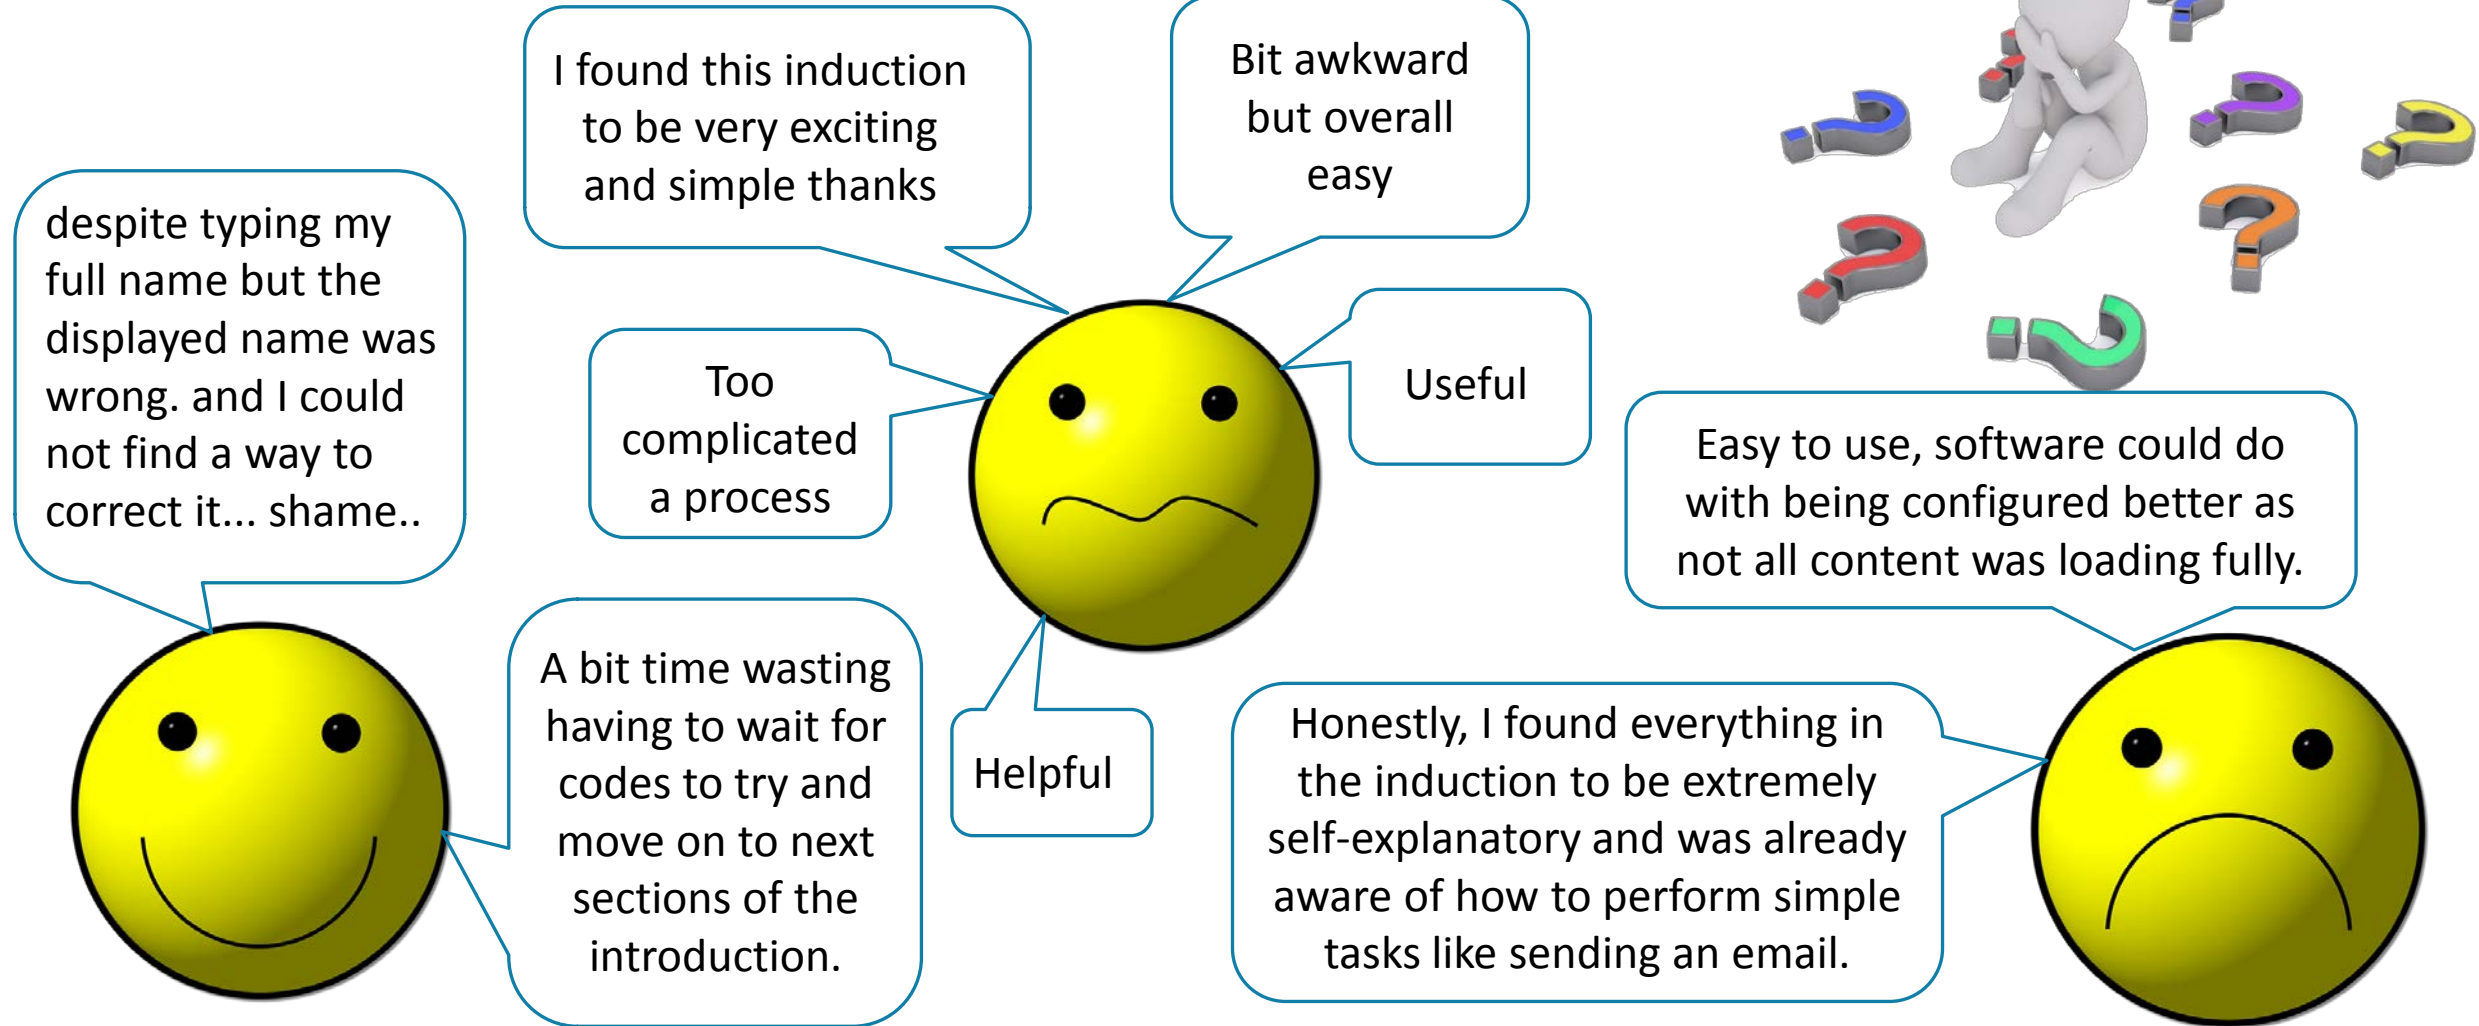 I found this induction
to be very exciting
and simple thanks
Bit awkward
but overall
easy
despite typing my
full name but the
displayed name was
wrong. and I could
not find a way to
correct it... shame..
Too
complicated
a process
Useful
Easy to use, software could do
with being configured better as
not all content was loading fully.
A bit time wasting
having to wait for
codes to try and
move on to next
sections of the
introduction.
Helpful
Honestly, I found everything in
the induction to be extremely
self-explanatory and was already
aware of how to perform simple
tasks like sending an email.